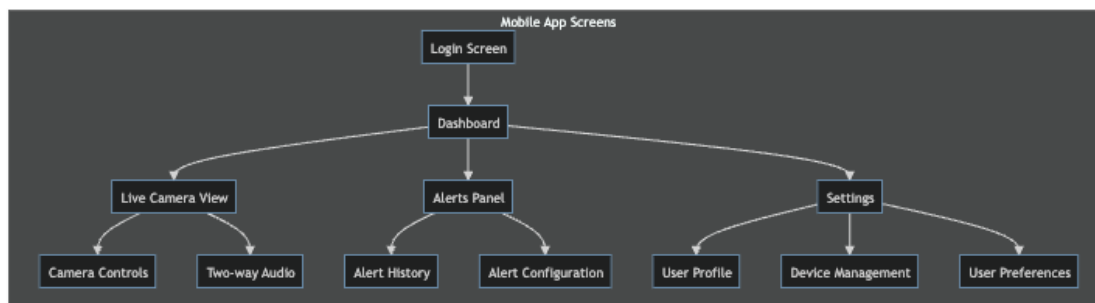 Mobile App Screens
Login Screen
Dashboard
Live Camera View
Alerts Panel
Settings
Camera Controls
Two-way Audio
Alert History
Alert Configuration
User Profile
Device Management
User Preferences